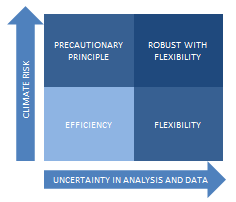 PRECAUTIONARY
PRINCIPLE
ROBUST WITH
FLEXIBILITY
CLIMATE RISK
EFFICIENCY
FLEXIBILITY
UNCERTAINTY IN ANALYSIS AND DATA